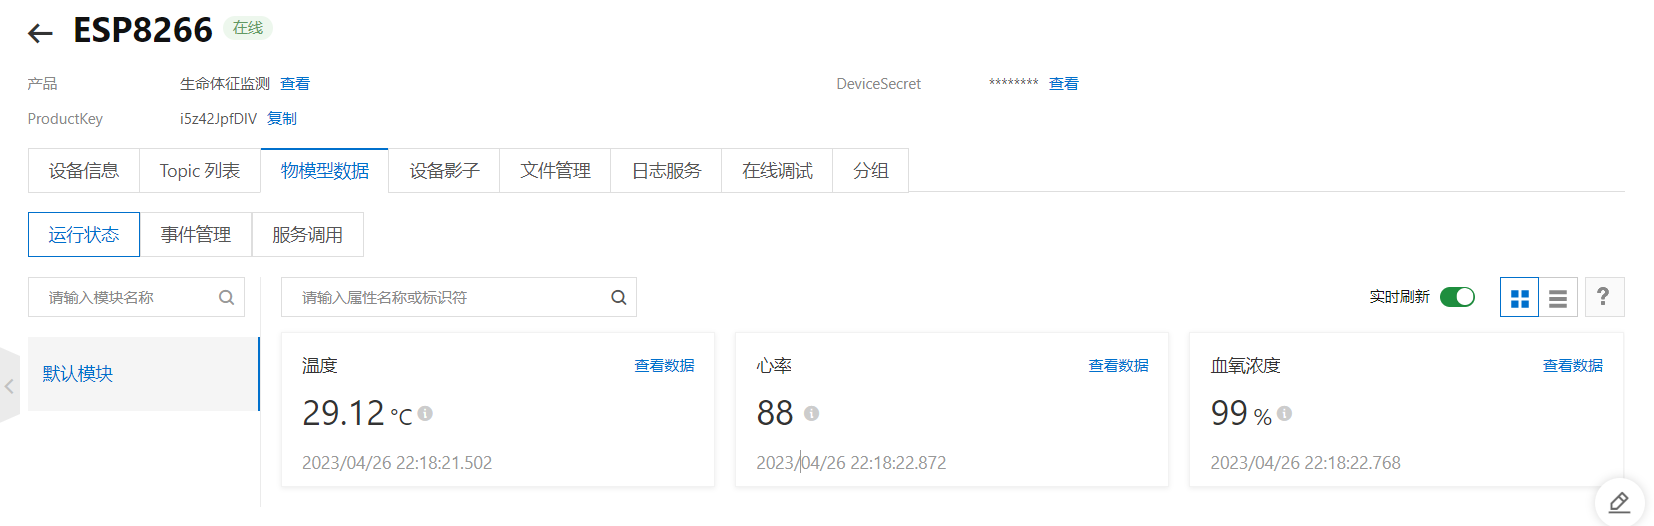 ESP8266 在线
产品 生命体征监测 查看 DeviceSecret ******** 查看
ProductKey i5z42JpfDIV 复制
设备信息 Topic 列表 物模型数据 设备影子 文件管理 日志服务 在线调试 分组
运行状态 事件管理 服务调用
请输入模块名称 请输入属性名称或标识符 实时刷新 ?
默认模块
温度 查看数据 心率 查看数据 血氧浓度 查看数据
29.12 °C 88 99 %
2023/04/26 22:18:21.502 2023/04/26 22:18:22.872 2023/04/26 22:18:22.768